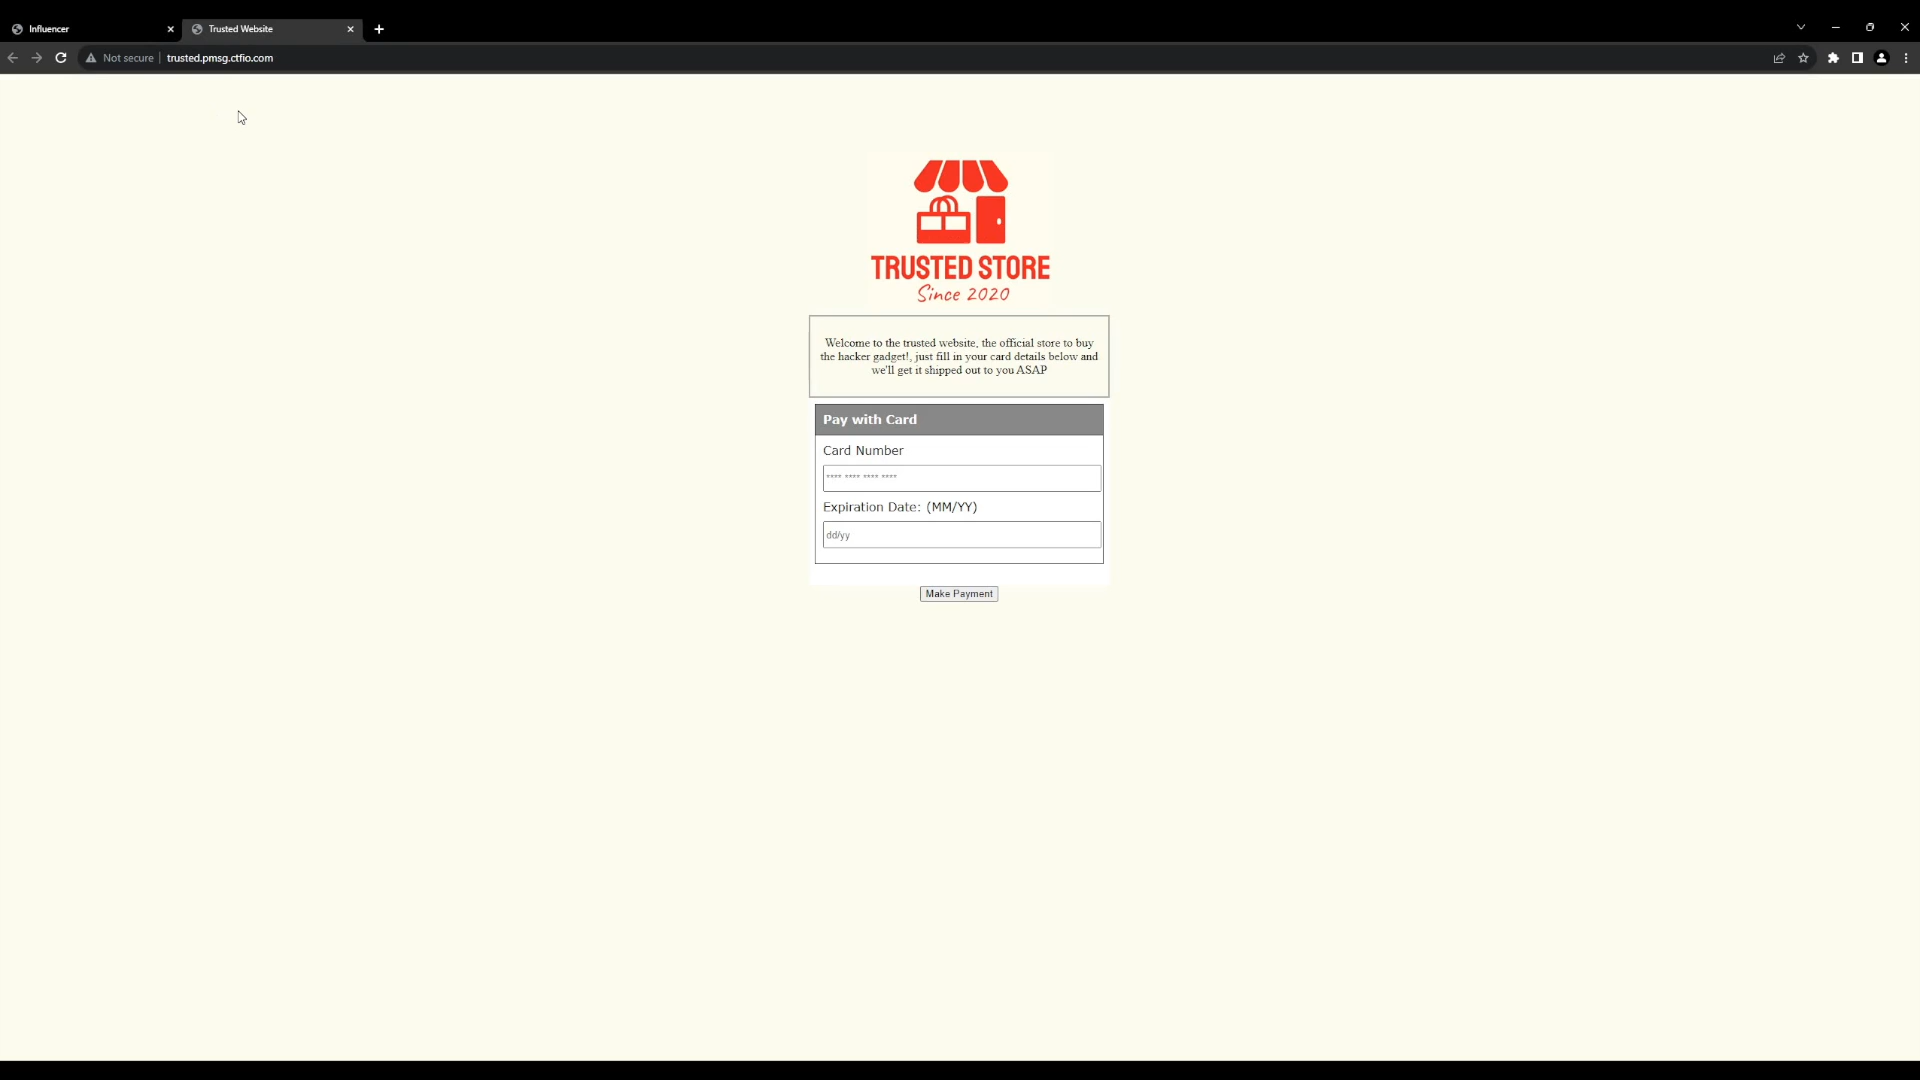 Influencer
Trusted Website
Not secure
trusted.pmsg.ctfio.com
TRUSTED STORE
Since 2020
Welcome to the trusted website, the official store to buy
the hacker gadget!, just fill in your card details below and
we'll get it shipped out to you ASAP
Pay with Card
Card Number
**** **** **** ****
Expiration Date: (MM/YY)
dd/yy
Make Payment